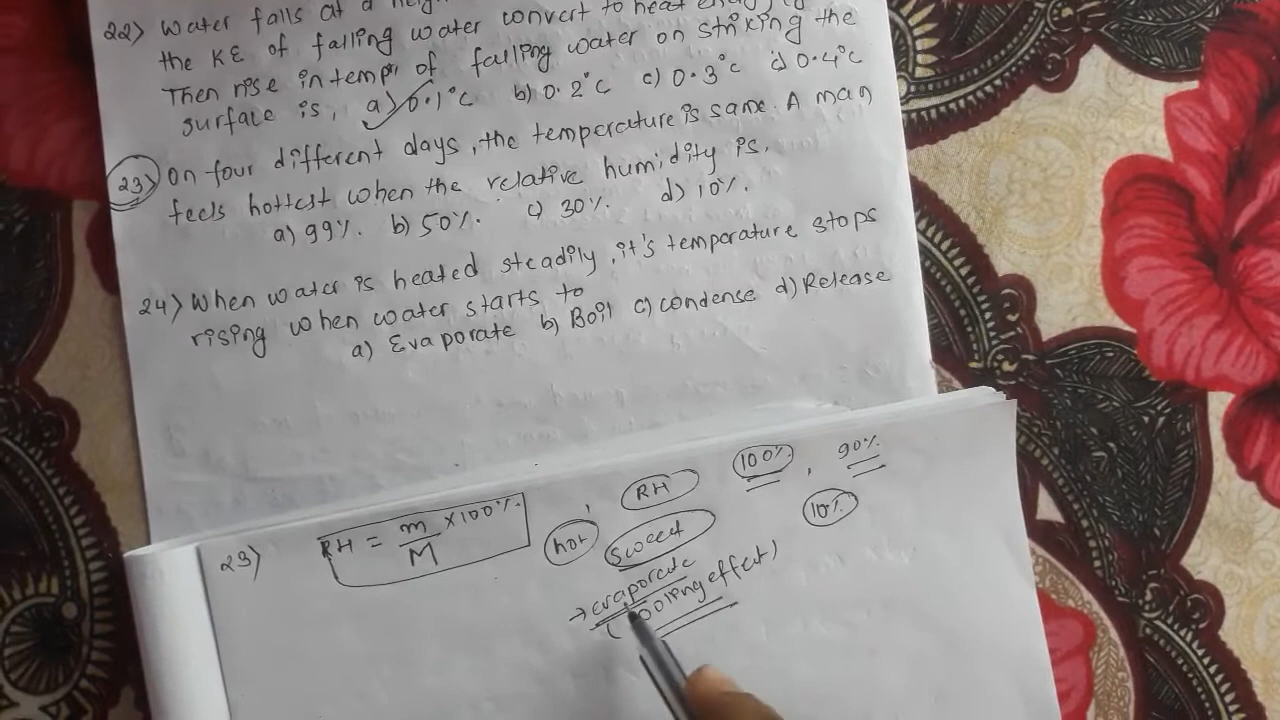 22) Water falls at a heig
the KE of falling water convert to heat
Then rise in temp. of falling water on striking the
surface is, a) 0.1°C b) 0.2°C c) 0.3°C d) 0.4°C
23) On four different days, the temperature is same. A man
feels hottest when the relative humidity is.
a) 99%. b) 50%. c) 30%. d) 10%.
24) When water is heated steadily, it's temperature stops
rising when water starts to
a) Evaporate b) Boil c) condense d) Release
23) RH = m/M × 100%. hot, RH 100%, 90%
Sweet 10%
→ evaporate
(cooling effect)